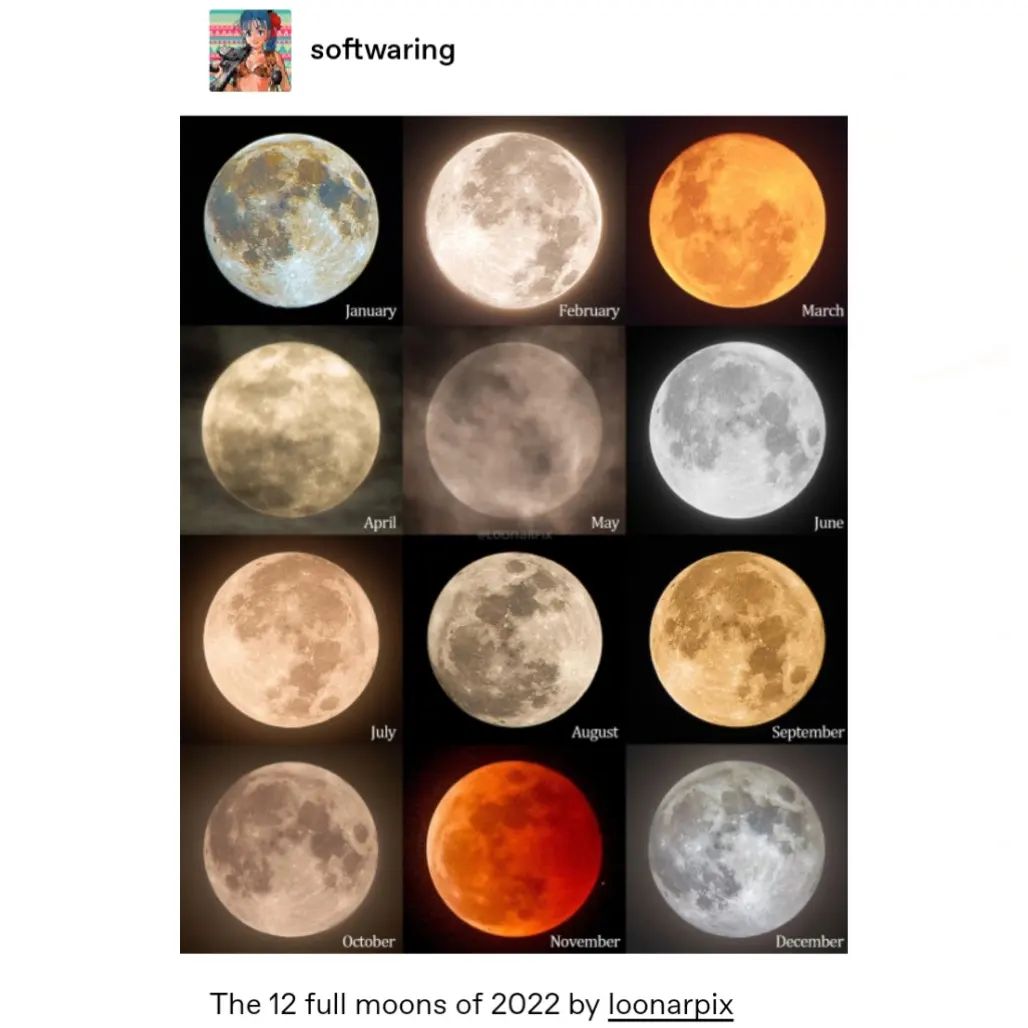 softwaring
January
February
March
April
May
June
@LoonarPix
July
August
September
October
November
December
The 12 full moons of 2022 by loonarpix